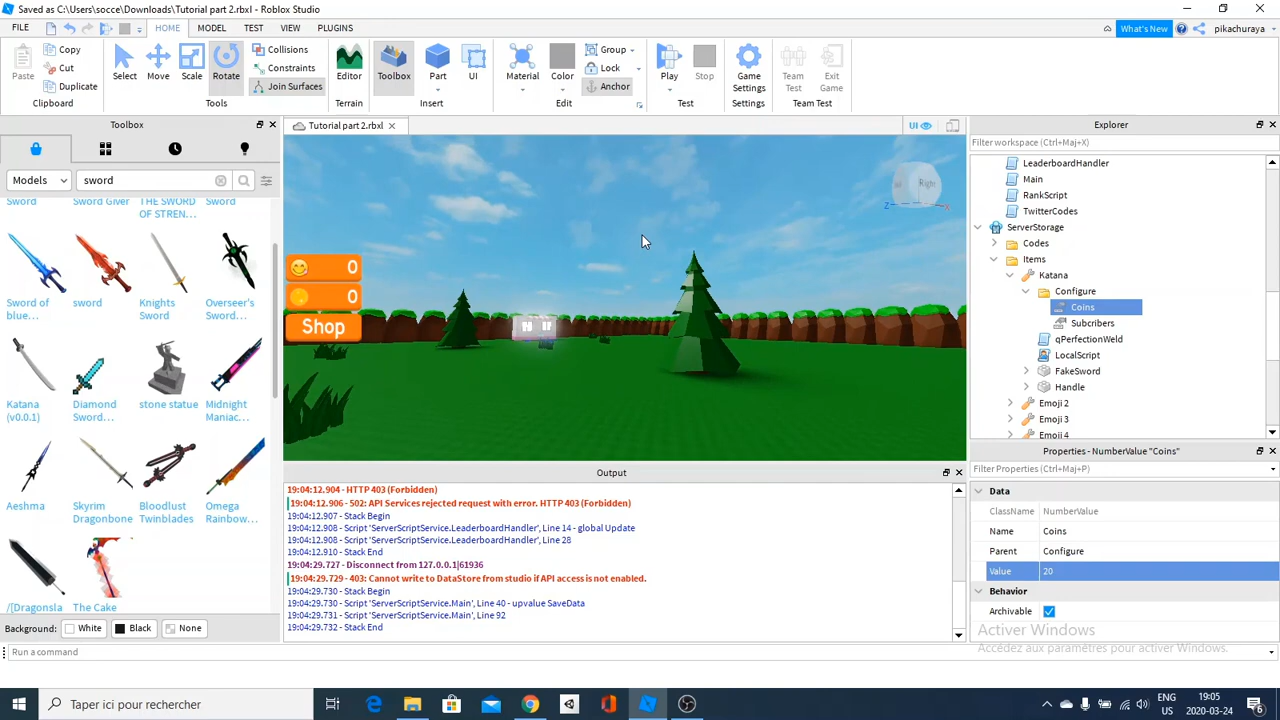 Saved as C:\Users\socce\Downloads\Tutorial part 2.rbxl - Roblox Studio
FILE HOME MODEL TEST VIEW PLUGINS What's New pikachuraya
Paste Copy Cut Duplicate Clipboard
Select Move Scale Rotate Collisions Constraints Join Surfaces Tools
Editor Terrain
Toolbox Part UI Insert
Material Color Group Lock Anchor Edit
Play Stop Test
Game Settings Settings
Team Test Exit Game Team Test
Toolbox
Models sword
Sword Sword Giver THE SWORD OF STREN... Sword
Sword of blue... sword Knights Sword Overseer's Sword...
Katana (v0.0.1) Diamond Sword... stone statue Midnight Maniac...
Aeshma Skyrim Dragonbone Bloodlust Twinblades Omega Rainbow...
/[Dragonsla The Cake
Background: White Black None
Run a command
Tutorial part 2.rbxl UI
Right
Z X
0
0
Shop
Output
19:04:12.904 - HTTP 403 (Forbidden)
19:04:12.906 - 502: API Services rejected request with error. HTTP 403 (Forbidden)
19:04:12.907 - Stack Begin
19:04:12.908 - Script 'ServerScriptService.LeaderboardHandler', Line 14 - global Update
19:04:12.908 - Script 'ServerScriptService.LeaderboardHandler', Line 28
19:04:12.910 - Stack End
19:04:29.727 - Disconnect from 127.0.0.1|61936
19:04:29.729 - 403: Cannot write to DataStore from studio if API access is not enabled.
19:04:29.730 - Stack Begin
19:04:29.730 - Script 'ServerScriptService.Main', Line 40 - upvalue SaveData
19:04:29.731 - Script 'ServerScriptService.Main', Line 92
19:04:29.732 - Stack End
Explorer
Filter workspace (Ctrl+Maj+X)
LeaderboardHandler
Main
RankScript
TwitterCodes
ServerStorage
Codes
Items
Katana
Configure
Coins
Subcribers
qPerfectionWeld
LocalScript
FakeSword
Handle
Emoji 2
Emoji 3
Emoji 4
Properties - NumberValue "Coins"
Filter Properties (Ctrl+Maj+P)
Data
ClassName NumberValue
Name Coins
Parent Configure
Value 20
Behavior
Archivable
Activer Windows
Accédez aux paramètres pour activer Windows.
Taper ici pour rechercher
ENG US
19:05
2020-03-24